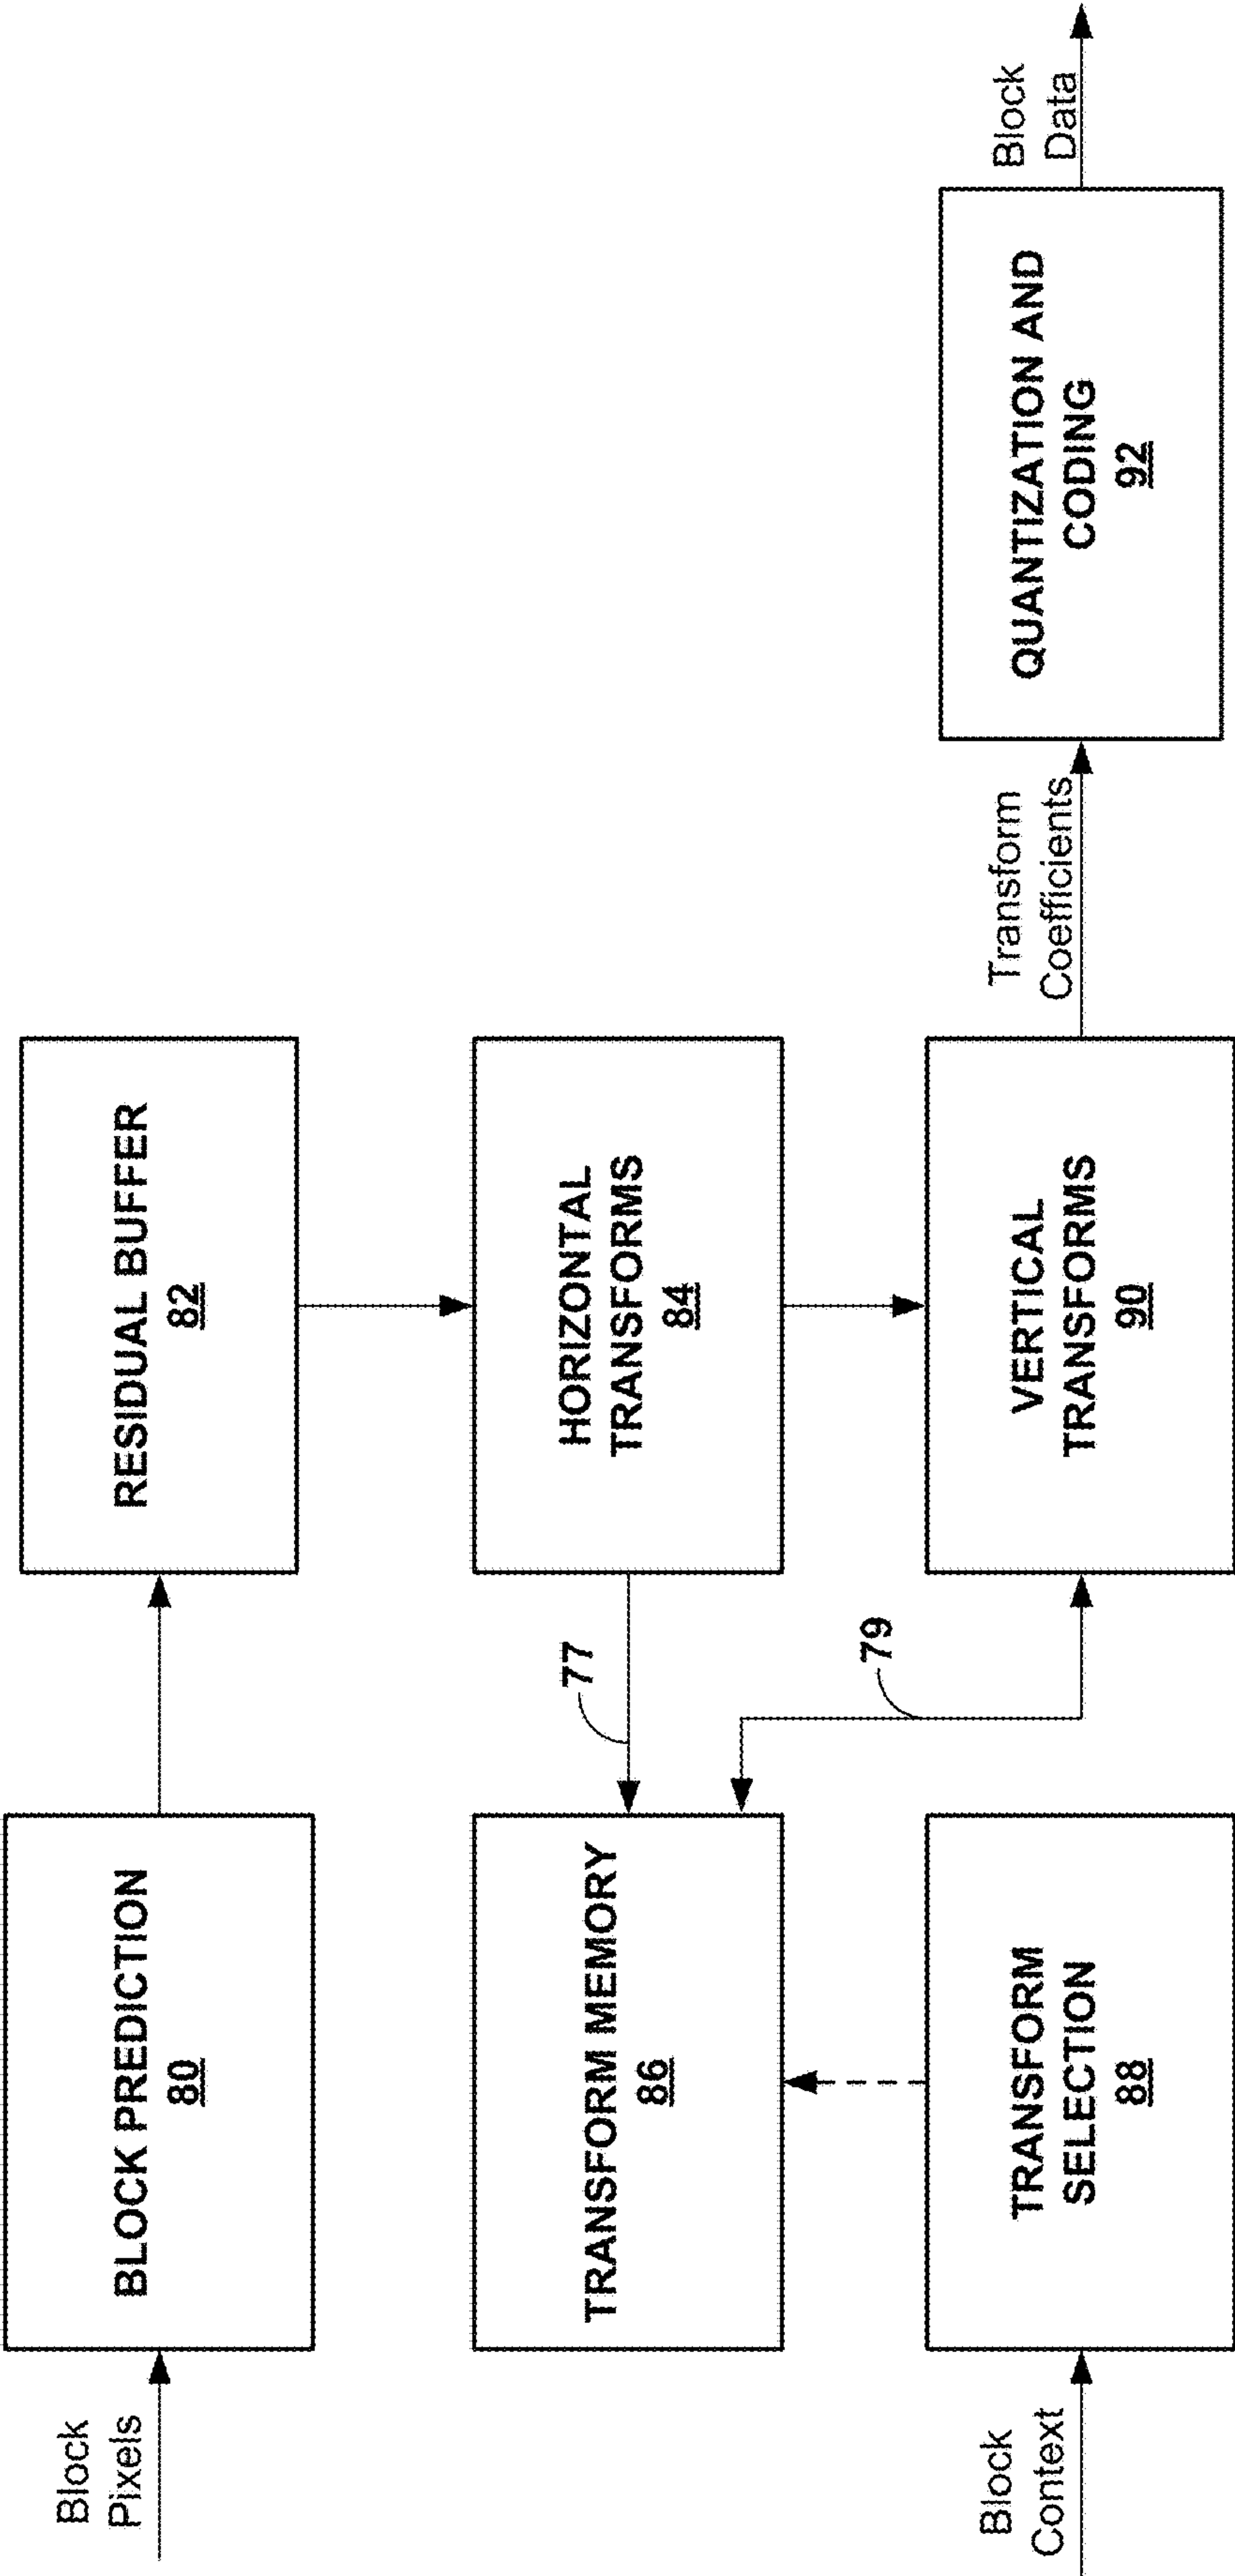 Block
Pixels
BLOCK PREDICTION
80
RESIDUAL BUFFER
82
TRANSFORM MEMORY
86
77
HORIZONTAL
TRANSFORMS
84
Block
Context
TRANSFORM
SELECTION
88
79
VERTICAL
TRANSFORMS
90
Transform
Coefficients
QUANTIZATION AND
CODING
92
Block
Data